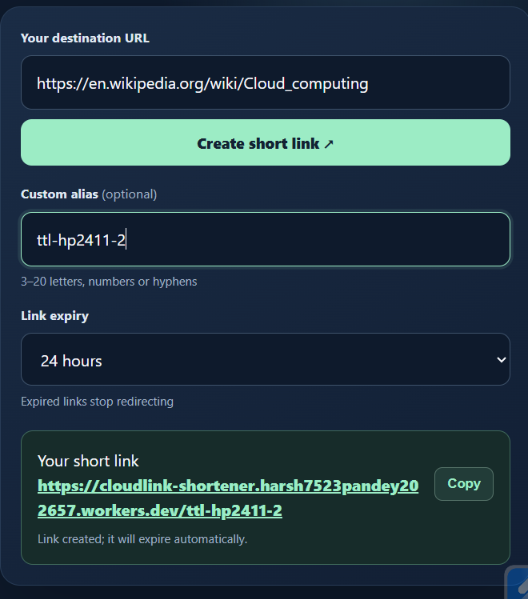 Your destination URL
https://en.wikipedia.org/wiki/Cloud_computing
Create short link ↗
Custom alias (optional)
ttl-hp2411-2
3–20 letters, numbers or hyphens
Link expiry
24 hours
Expired links stop redirecting
Your short link
https://cloudlink-shortener.harsh7523pandey20
2657.workers.dev/ttl-hp2411-2
Copy
Link created; it will expire automatically.